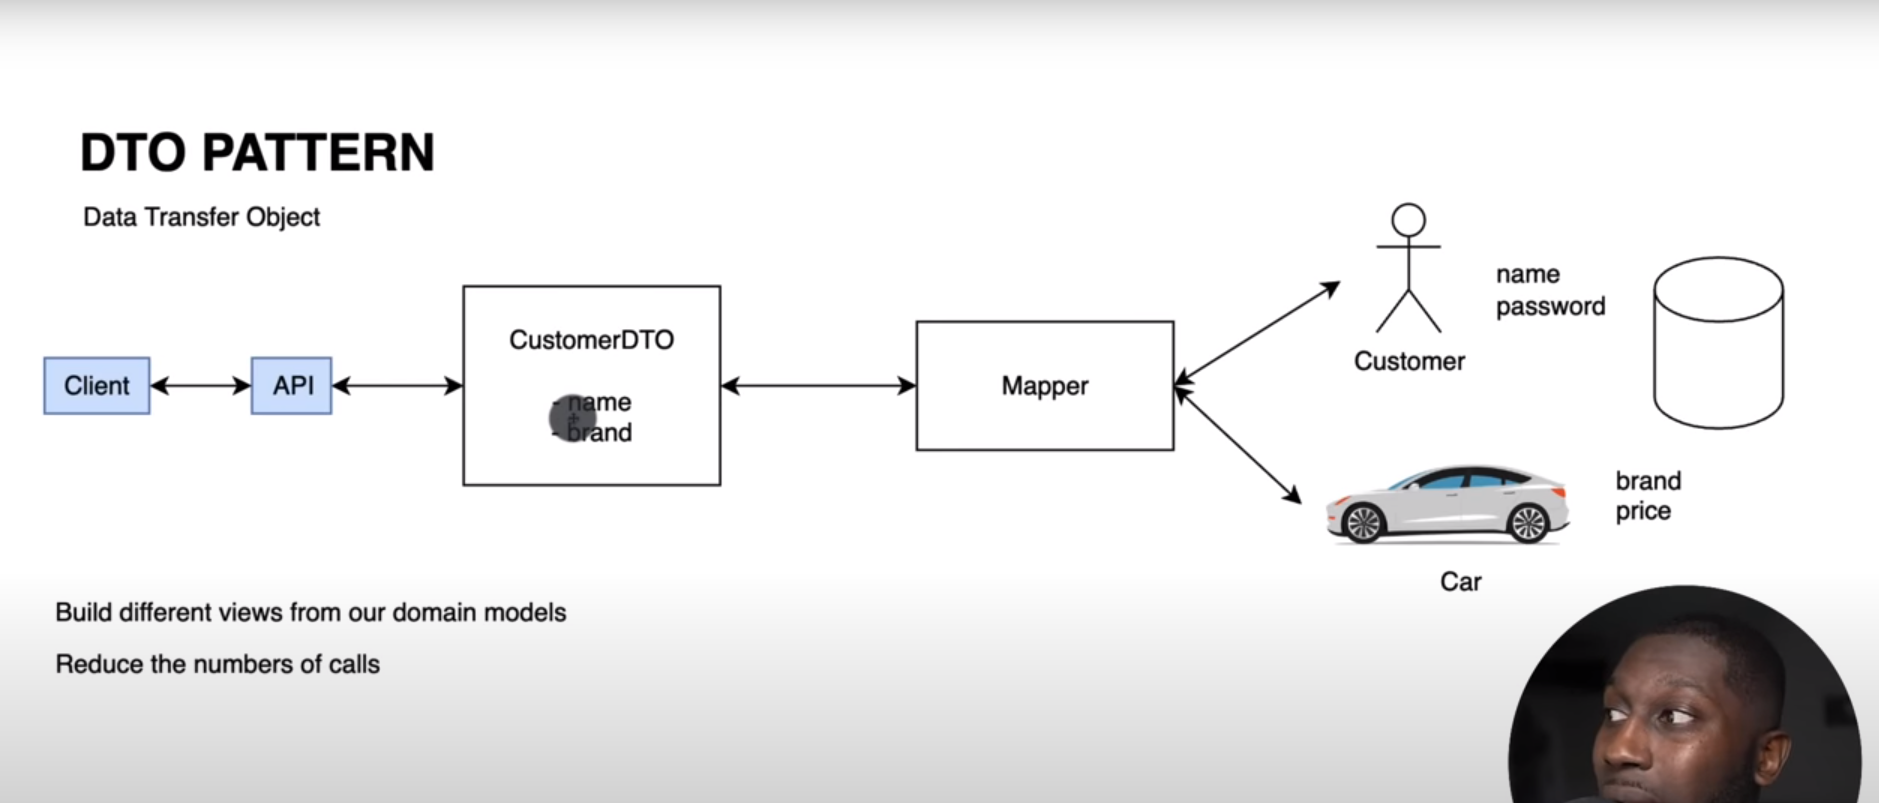 DTO PATTERN
Data Transfer Object
Client
API
CustomerDTO
- name
- brand
Mapper
Customer
name
password
Car
brand
price
Build different views from our domain models
Reduce the numbers of calls